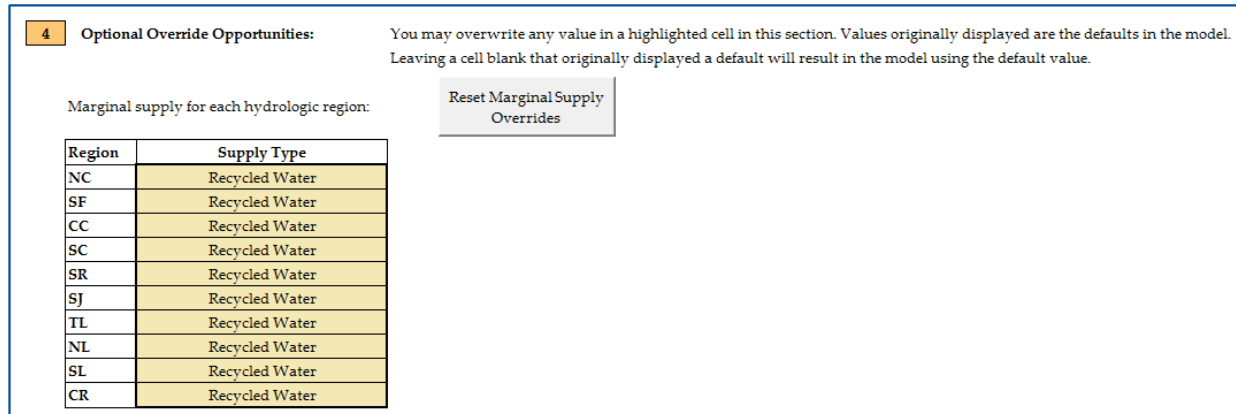 4 Optional Override Opportunities: You may overwrite any value in a highlighted cell in this section. Values originally displayed are the defaults in the model.
Leaving a cell blank that originally displayed a default will result in the model using the default value.
Marginal supply for each hydrologic region:
Reset Marginal Supply
Overrides
Region Supply Type
NC Recycled Water
SF Recycled Water
CC Recycled Water
SC Recycled Water
SR Recycled Water
SJ Recycled Water
TL Recycled Water
NL Recycled Water
SL Recycled Water
CR Recycled Water